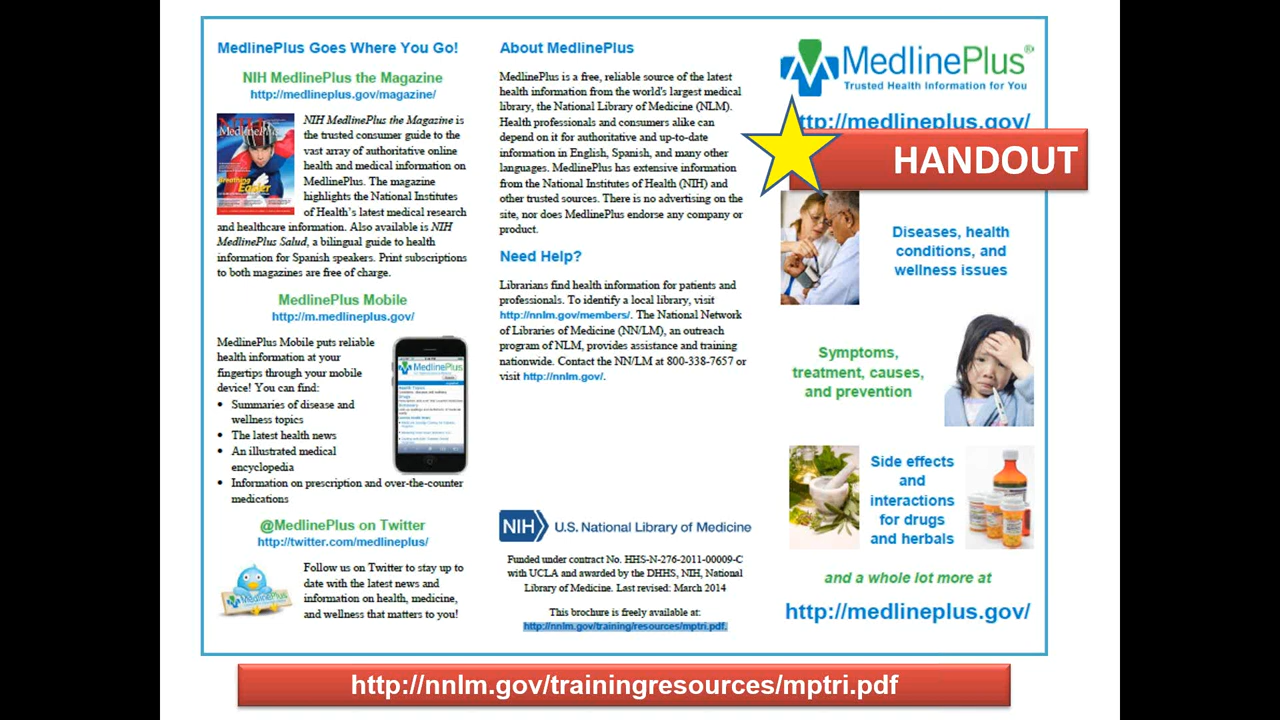 MedlinePlus Goes Where You Go!
NIH MedlinePlus the Magazine
http://medlineplus.gov/magazine/
NIH MedlinePlus the Magazine is
the trusted consumer guide to the
vast array of authoritative online
health and medical information on
MedlinePlus. The magazine
highlights the National Institutes
of Health's latest medical research
and healthcare information. Also available is NIH
MedlinePlus Salud, a bilingual guide to health
information for Spanish speakers. Print subscriptions
to both magazines are free of charge.
MedlinePlus Mobile
http://m.medlineplus.gov/
MedlinePlus Mobile puts reliable
health information at your
fingertips through your mobile
device! You can find:
• Summaries of disease and
wellness topics
• The latest health news
• An illustrated medical
encyclopedia
• Information on prescription and over-the-counter
medications
MedlinePlus
@MedlinePlus on Twitter
http://twitter.com/medlineplus/
Follow us on Twitter to stay up to
date with the latest news and
information on health, medicine,
and wellness that matters to you!
MedlinePlus
About MedlinePlus
MedlinePlus is a free, reliable source of the latest
health information from the world's largest medical
library, the National Library of Medicine (NLM).
Health professionals and consumers alike can
depend on it for authoritative and up-to-date
information in English, Spanish, and many other
languages. MedlinePlus has extensive information
from the National Institutes of Health (NIH) and
other trusted sources. There is no advertising on the
site, nor does MedlinePlus endorse any company or
product.
Need Help?
Librarians find health information for patients and
professionals. To identify a local library, visit
http://nnlm.gov/members/. The National Network
of Libraries of Medicine (NN/LM), an outreach
program of NLM, provides assistance and training
nationwide. Contact the NN/LM at 800-338-7657 or
visit http://nnlm.gov/.
NIH U.S. National Library of Medicine
Funded under contract No. HHS-N-276-2011-00009-C
with UCLA and awarded by the DHHS, NIH, National
Library of Medicine. Last revised: March 2014
This brochure is freely available at:
http://nnlm.gov/training/resources/mptri.pdf.
MedlinePlus®
Trusted Health Information for You
ttp://medlineplus.gov/
HANDOUT
Diseases, health
conditions, and
wellness issues
Symptoms,
treatment, causes,
and prevention
Side effects
and
interactions
for drugs
and herbals
and a whole lot more at
http://medlineplus.gov/
http://nnlm.gov/trainingresources/mptri.pdf